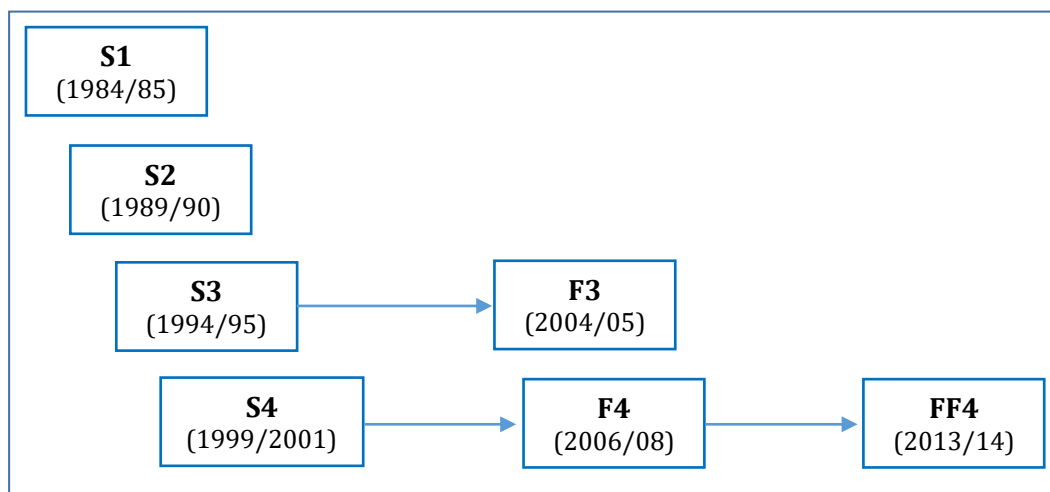 S1
(1984/85)
S2
(1989/90)
S3
(1994/95)
F3
(2004/05)
S4
(1999/2001)
F4
(2006/08)
FF4
(2013/14)